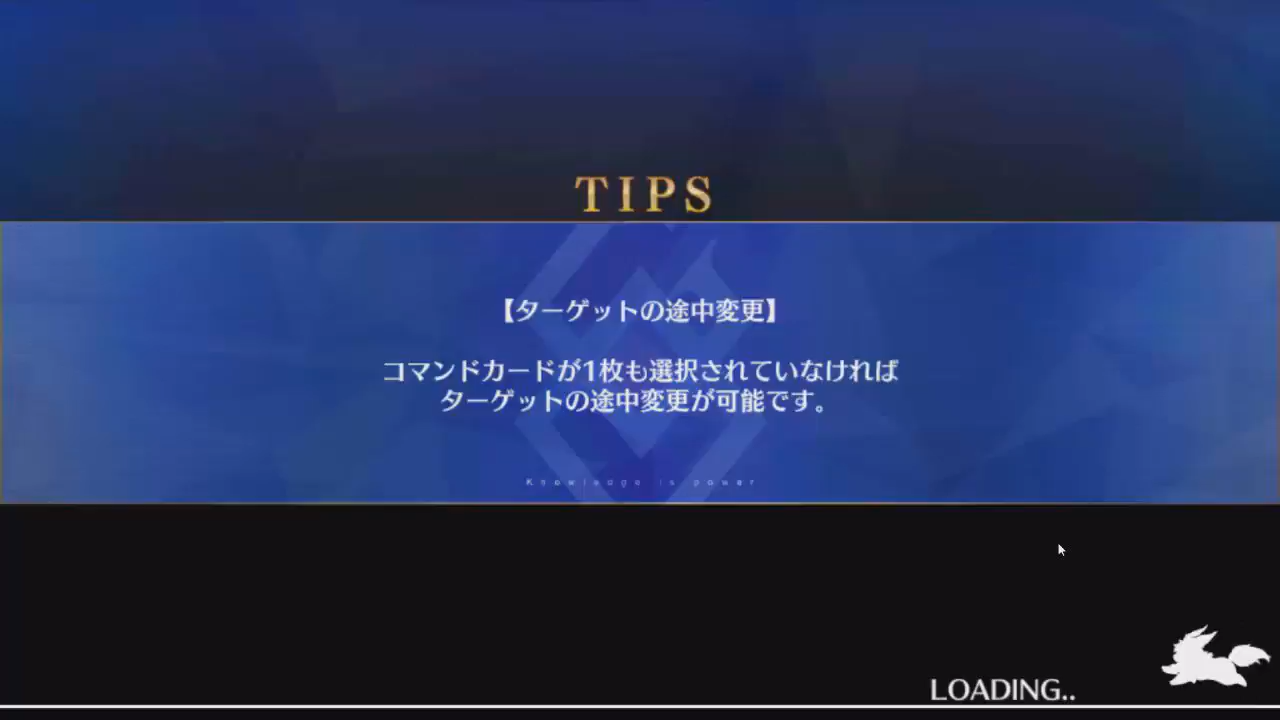 TIPS
【ターゲットの途中変更】
コマンドカードが1枚も選択されていなければ
ターゲットの途中変更が可能です。
Knowledge is power
LOADING..